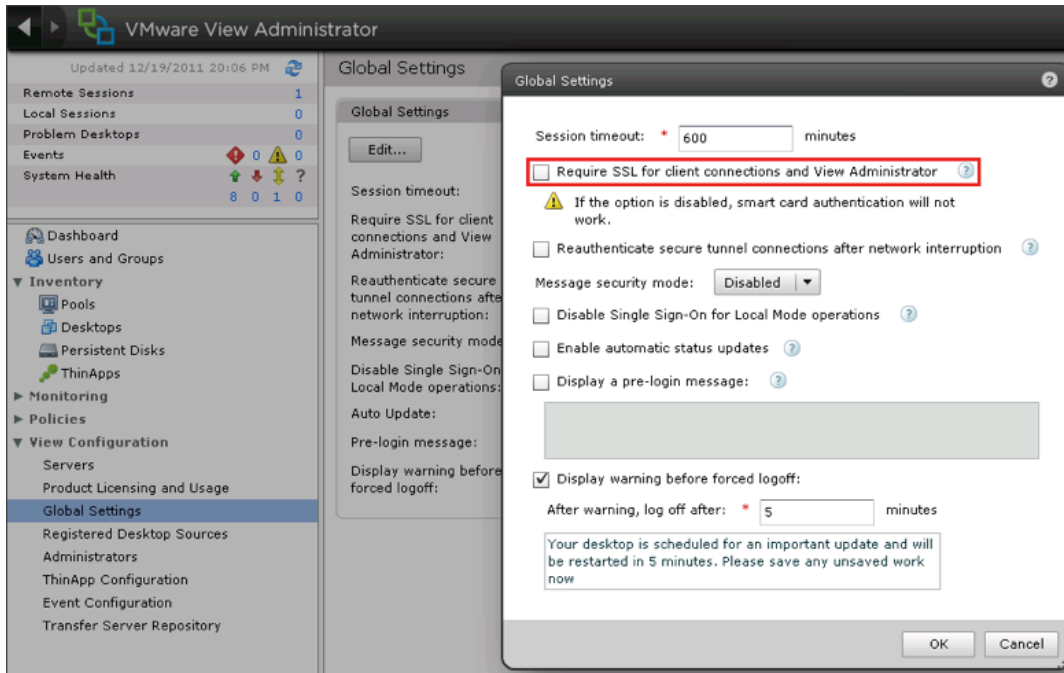 VMware View Administrator
Updated 12/19/2011 20:06 PM
Remote Sessions 1
Local Sessions 0
Problem Desktops 0
Events 0 0
System Health ?
8 0 1 0
Dashboard
Users and Groups
Inventory
Pools
Desktops
Persistent Disks
ThinApps
Monitoring
Policies
View Configuration
Servers
Product Licensing and Usage
Global Settings
Registered Desktop Sources
Administrators
ThinApp Configuration
Event Configuration
Transfer Server Repository
Global Settings
Global Settings
Edit...
Session timeout:
Require SSL for client
connections and View
Administrator:
Reauthenticate secure
tunnel connections afte
network interruption:
Message security mode
Disable Single Sign-On
Local Mode operations:
Auto Update:
Pre-login message:
Display warning before
forced logoff:
Global Settings ?
Session timeout: * 600 minutes
Require SSL for client connections and View Administrator ?
If the option is disabled, smart card authentication will not
work.
Reauthenticate secure tunnel connections after network interruption ?
Message security mode: Disabled
Disable Single Sign-On for Local Mode operations ?
Enable automatic status updates ?
Display a pre-login message: ?
Display warning before forced logoff:
After warning, log off after: * 5 minutes
Your desktop is scheduled for an important update and will
be restarted in 5 minutes. Please save any unsaved work
now
OK Cancel